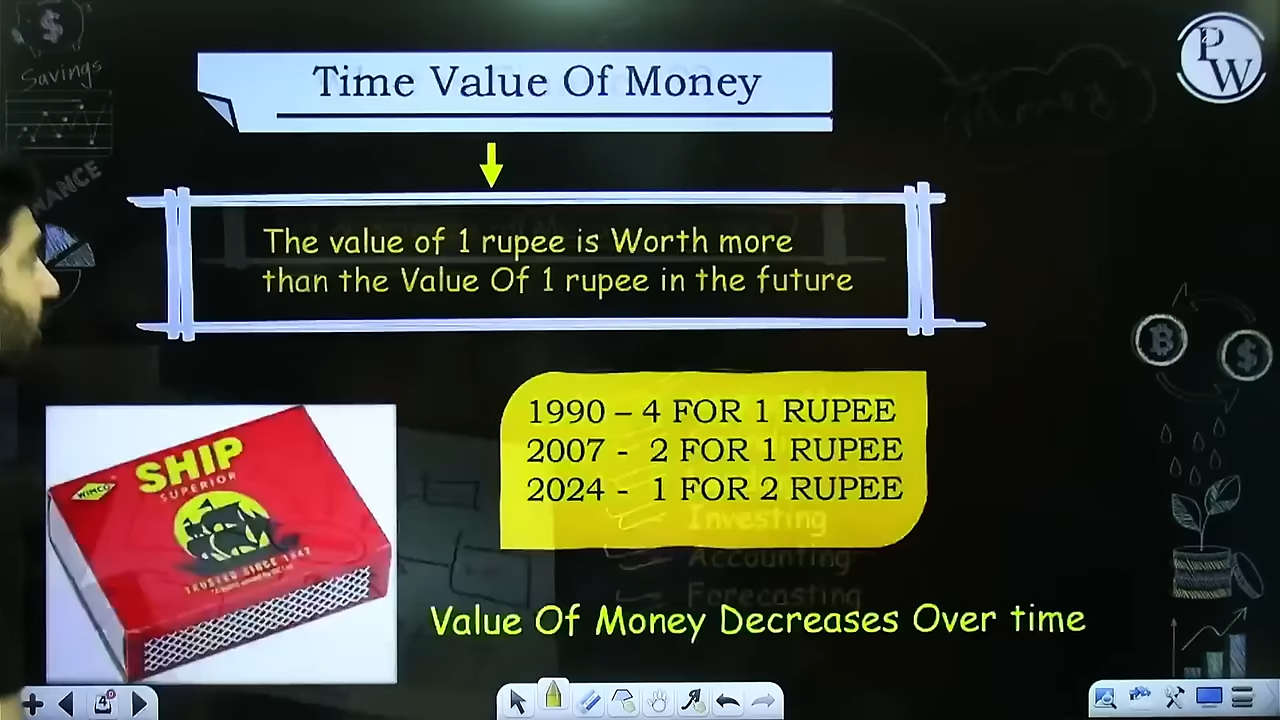 Savings
Time Value Of Money
PW
The value of 1 rupee is Worth more
than the Value Of 1 rupee in the future
1990 – 4 FOR 1 RUPEE
2007 - 2 FOR 1 RUPEE
2024 - 1 FOR 2 RUPEE
Investing
Accounting
Forecasting
WIMCO
SHIP
SUPERIOR
TRUSTED SINCE 1947
Value Of Money Decreases Over time